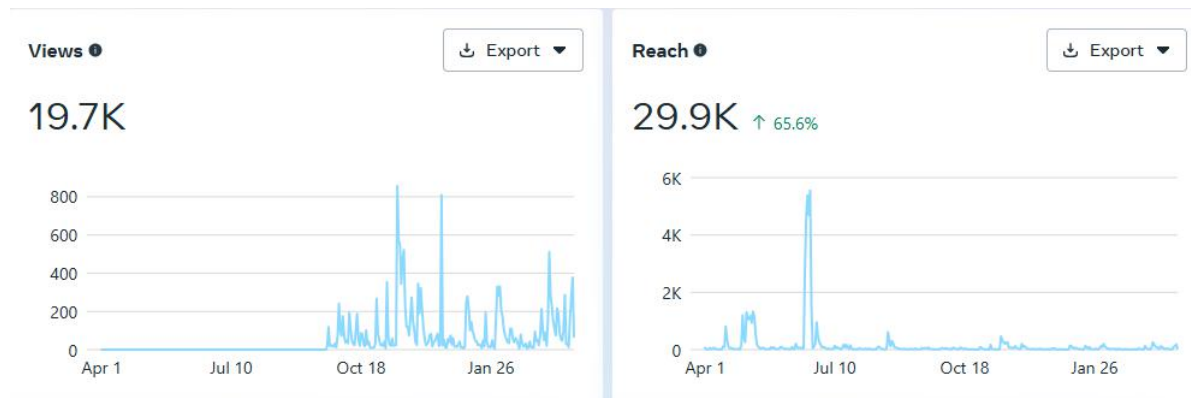 Views
Export
19.7K
800
600
400
200
0
Apr 1 Jul 10 Oct 18 Jan 26
Reach
Export
29.9K ↑ 65.6%
6K
4K
2K
0
Apr 1 Jul 10 Oct 18 Jan 26